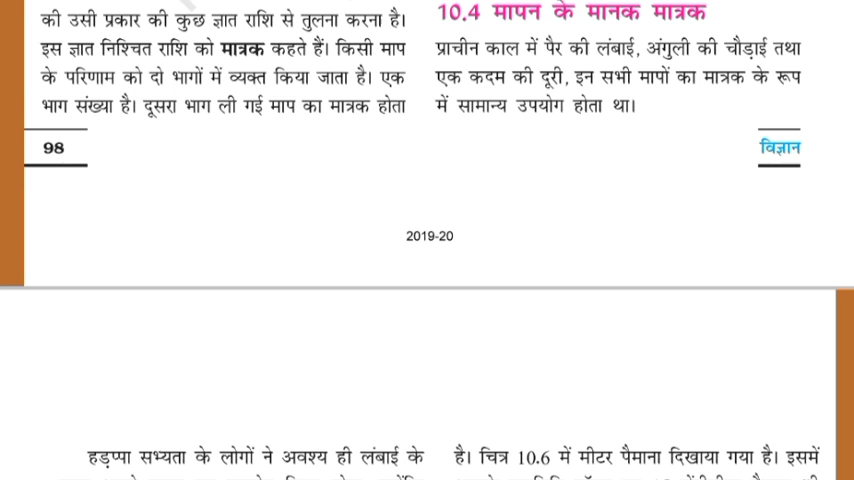 की उसी प्रकार की कुछ ज्ञात राशि से तुलना करना है।
इस ज्ञात निश्चित राशि को मात्रक कहते हैं। किसी माप
के परिणाम को दो भागों में व्यक्त किया जाता है। एक
भाग संख्या है। दूसरा भाग ली गई माप का मात्रक होता
10.4 मापन के मानक मात्रक
प्राचीन काल में पैर की लंबाई, अंगुली की चौड़ाई तथा
एक कदम की दूरी, इन सभी मापों का मात्रक के रूप
में सामान्य उपयोग होता था।
98
विज्ञान
2019-20
हड़प्पा सभ्यता के लोगों ने अवश्य ही लंबाई के
है। चित्र 10.6 में मीटर पैमाना दिखाया गया है। इसमें